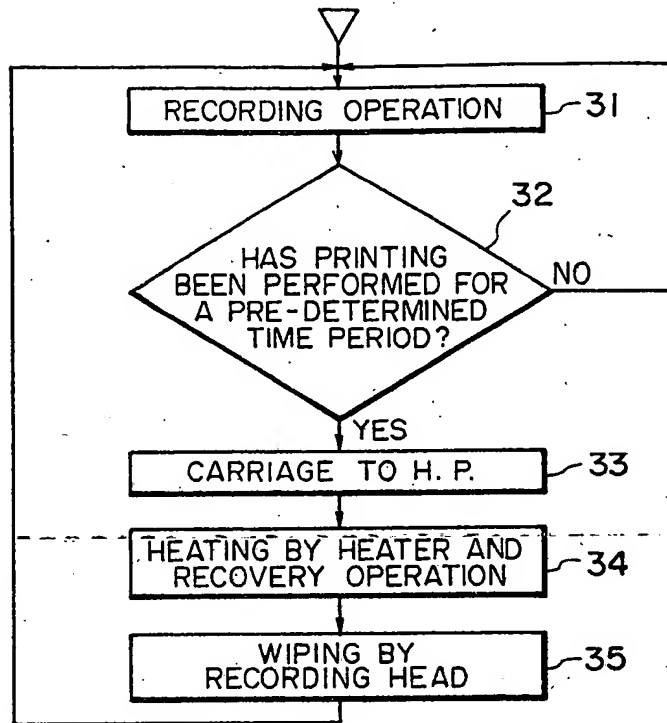 RECORDING OPERATION
31
32
HAS PRINTING
BEEN PERFORMED FOR
A PRE-DETERMINED
TIME PERIOD?
NO
YES
CARRIAGE TO H. P.
33
HEATING BY HEATER AND
RECOVERY OPERATION
34
WIPING BY
RECORDING HEAD
35